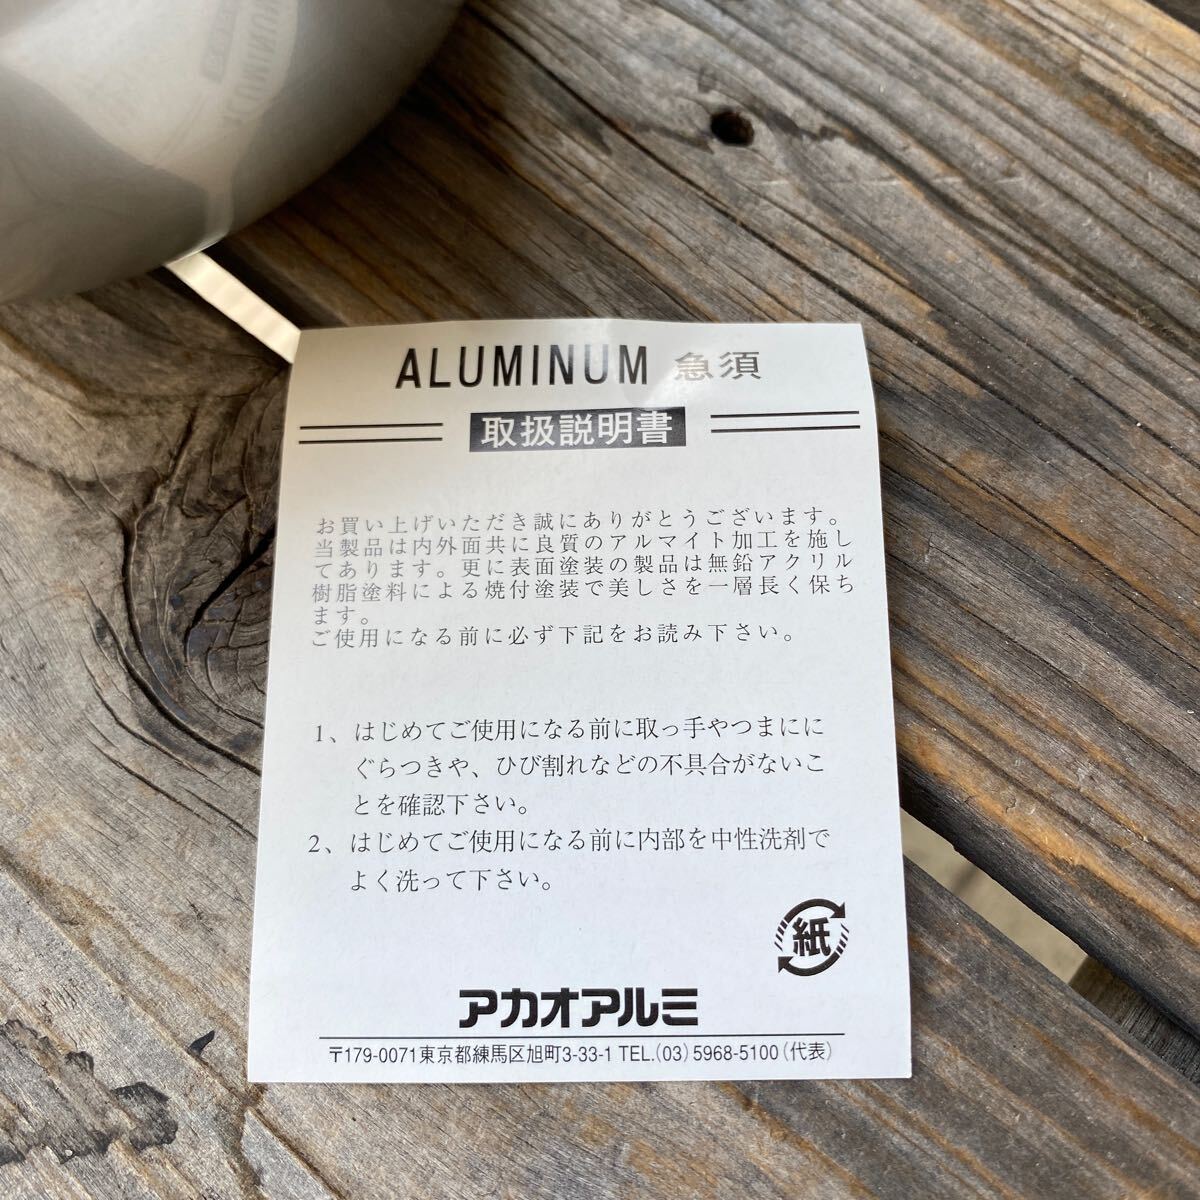 ALUMINUM 急須
取扱説明書
お買い上げいただき誠にありがとうございます。
当製品は内外面共に良質のアルマイト加工を施し
てあります。更に表面塗装の製品は無鉛アクリル
樹脂塗料による焼付塗装で美しさを一層長く保ち
ます。
ご使用になる前に必ず下記をお読み下さい。
1、はじめてご使用になる前に取っ手やつまにに
ぐらつきや、ひび割れなどの不具合がないこ
とを確認下さい。
2、はじめてご使用になる前に内部を中性洗剤で
よく洗って下さい。
紙
アカオアルミ
〒179-0071東京都練馬区旭町3-33-1 TEL.(03)5968-5100(代表)